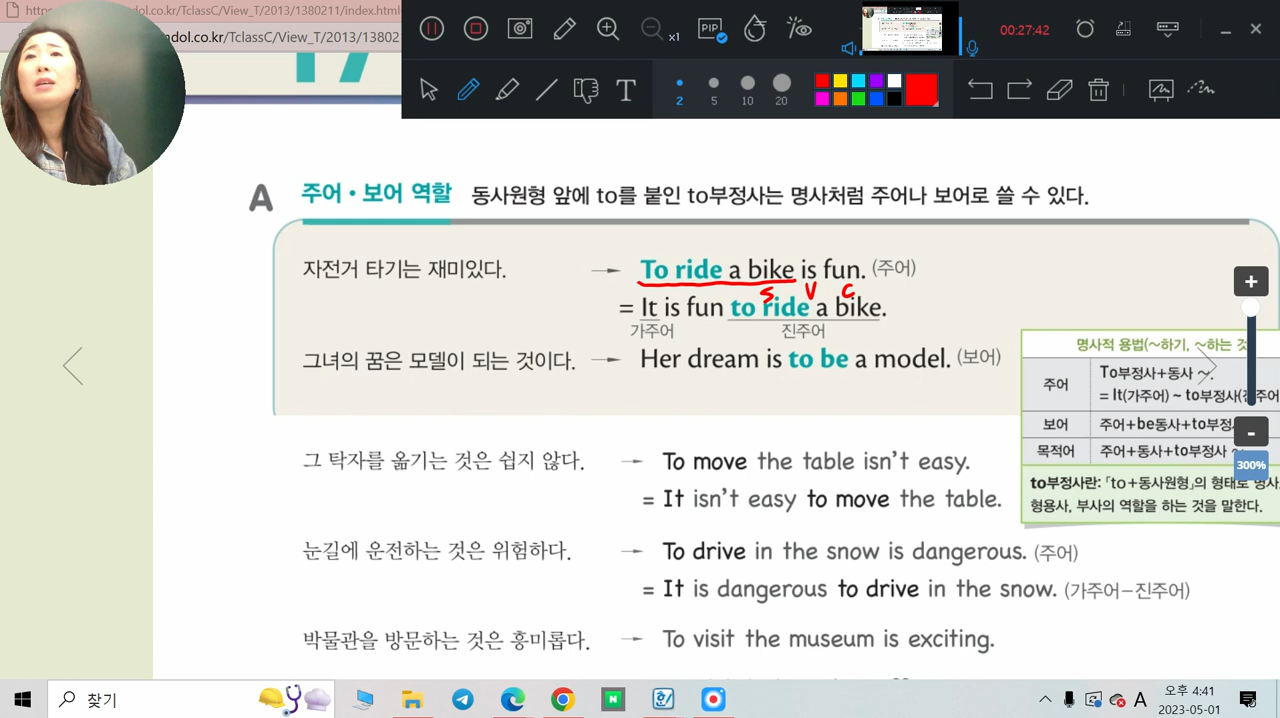 00:27:42
PIP
2 5 10 20
T
17
A 주어・보어 역할 동사원형 앞에 to를 붙인 to부정사는 명사처럼 주어나 보어로 쓸 수 있다.
자전거 타기는 재미있다. → To ride a bike is fun. (주어)
S V C
= It is fun to ride a bike.
가주어 진주어
그녀의 꿈은 모델이 되는 것이다. → Her dream is to be a model. (보어)
명사적 용법(~하기, ~하는
주어 To부정사+동사 ~.
= It(가주어) ~ to부정사(진주어
보어 주어+be동사+to부정
목적어 주어+동사+to부정사 ~
to부정사란: 「to+동사원형」의 형태로 명사,
형용사, 부사의 역할을 하는 것을 말한다.
+
-
300%
그 탁자를 옮기는 것은 쉽지 않다. → To move the table isn't easy.
= It isn't easy to move the table.
눈길에 운전하는 것은 위험하다. → To drive in the snow is dangerous. (주어)
= It is dangerous to drive in the snow. (가주어–진주어)
박물관을 방문하는 것은 흥미롭다. → To visit the museum is exciting.
찾기
A
오후 4:41
2023-05-01